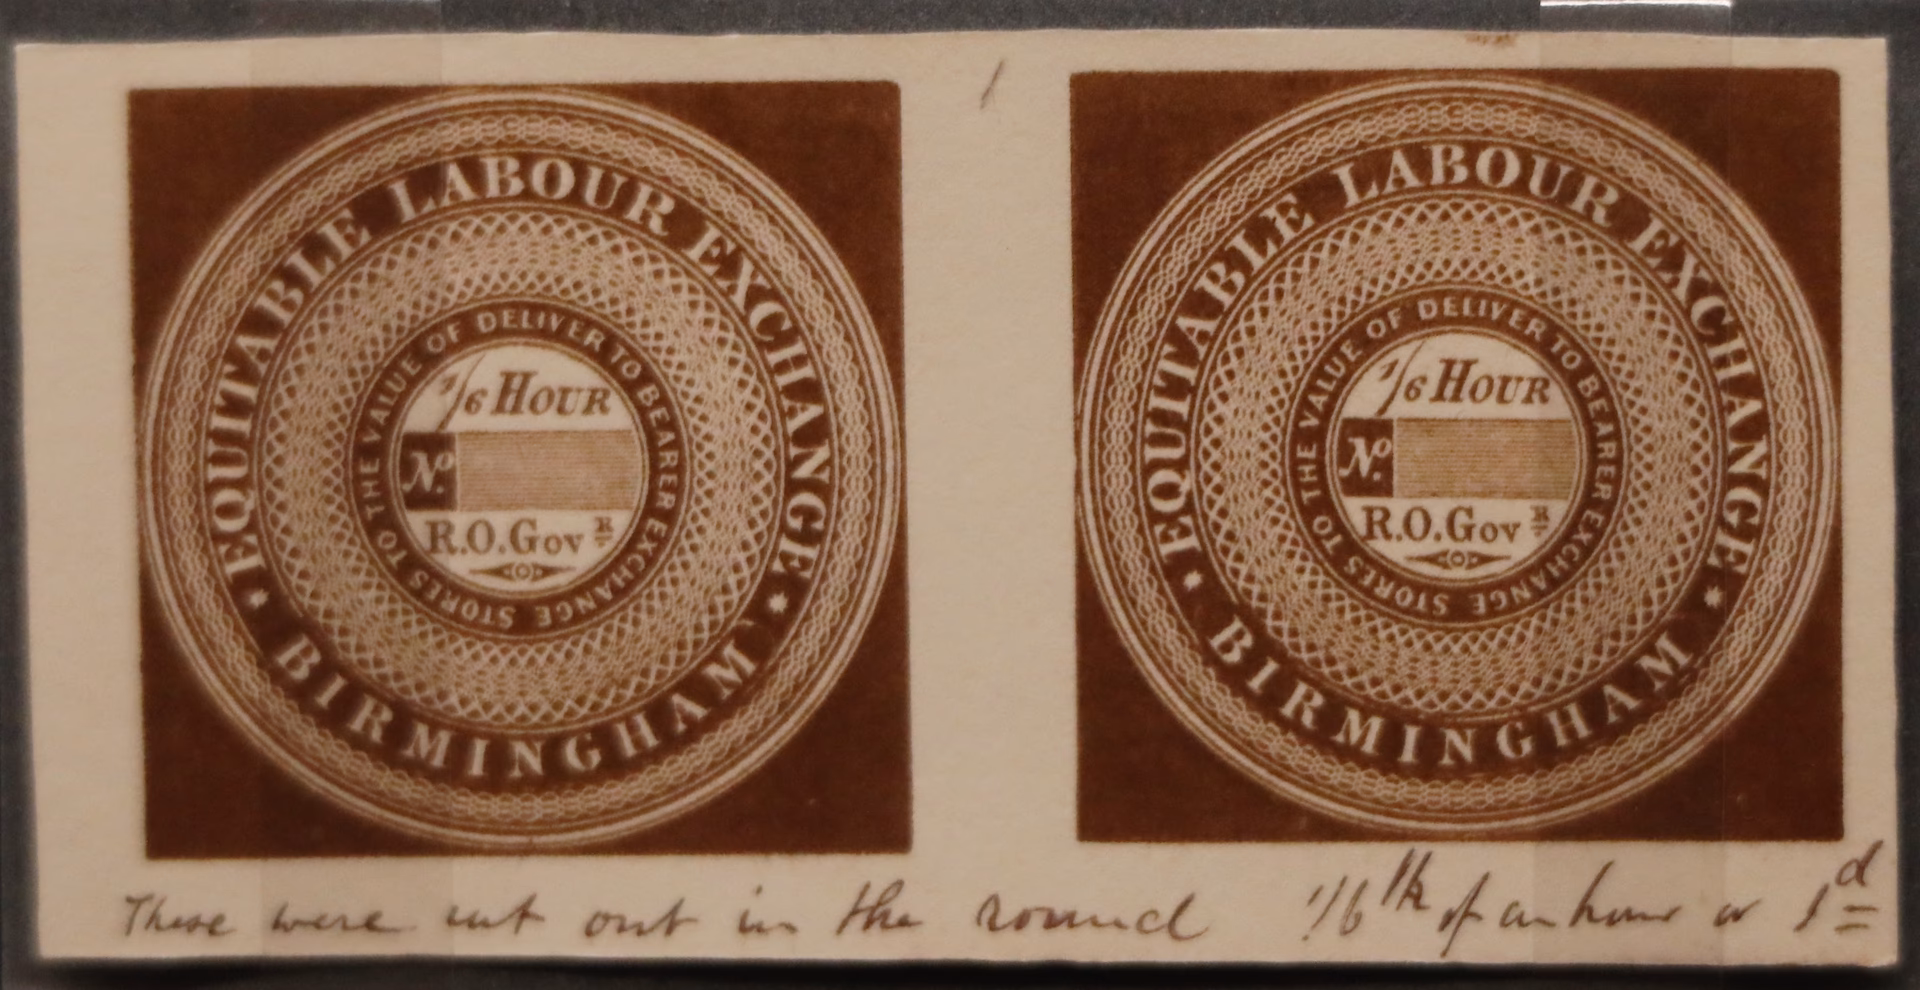 EQUITABLE LABOUR EXCHANGE
* BIRMINGHAM *
DELIVER TO BEARER EXCHANGE STORES TO THE VALUE OF
1/6 HOUR
No.
R.O. GOVR
EQUITABLE LABOUR EXCHANGE
* BIRMINGHAM *
DELIVER TO BEARER EXCHANGE STORES TO THE VALUE OF
1/6 HOUR
No.
R.O. GOVR
These were cut out in the round 1/6th of an hour or 1d